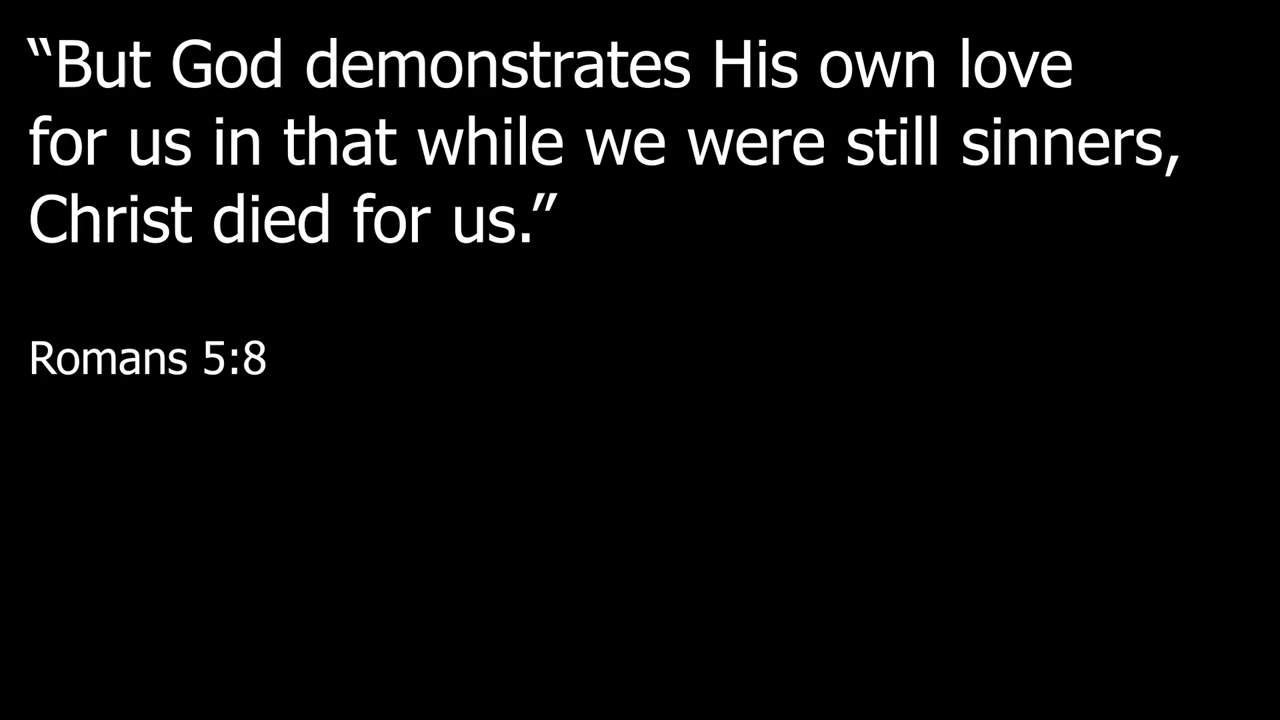 “But God demonstrates His own love
for us in that while we were still sinners,
Christ died for us.”
Romans 5:8